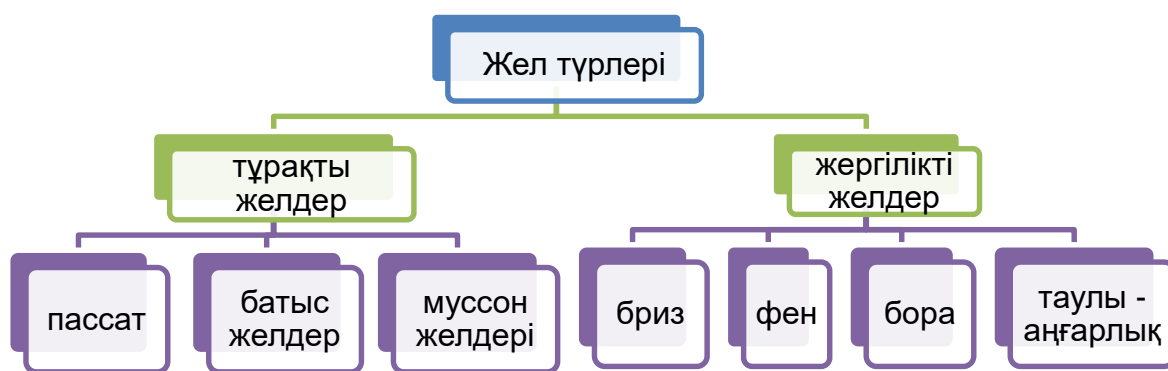 Жел түрлері
тұрақты
желдер
жергілікті
желдер
пассат
батыс
желдер
муссон
желдері
бриз
фен
бора
таулы -
аңғарлық